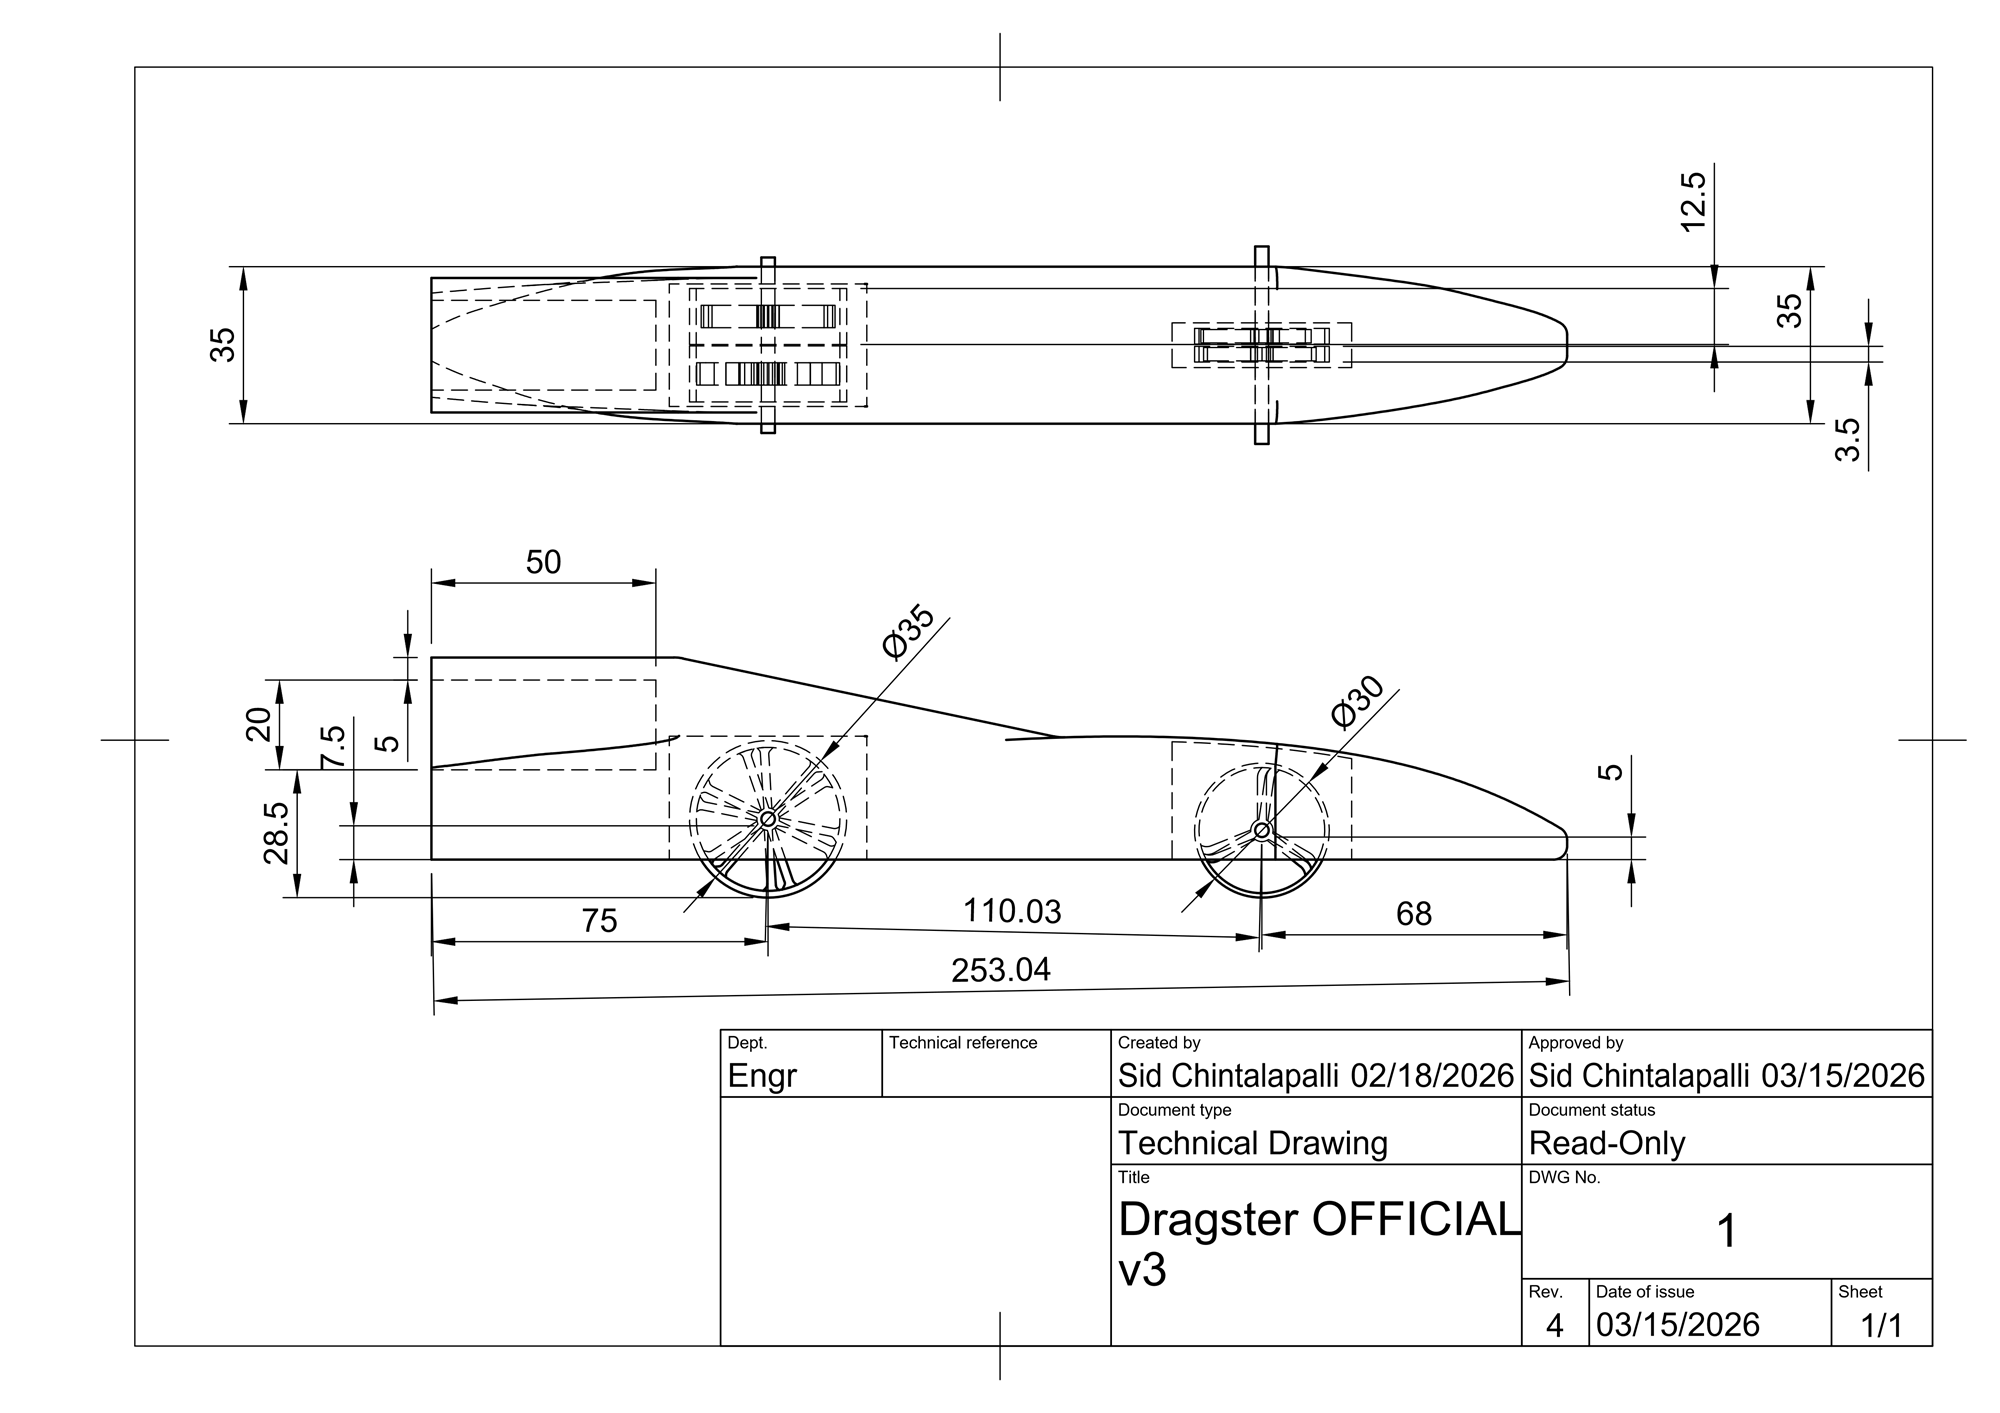 12.5
35
35
3.5
50
Ø35
Ø30
20
7.5
5
5
28.5
75
110.03
68
253.04
Dept.
Engr
Technical reference
Created by
Sid Chintalapalli 02/18/2026
Approved by
Sid Chintalapalli 03/15/2026
Document type
Technical Drawing
Document status
Read-Only
Title
Dragster OFFICIAL
v3
DWG No.
1
Rev.
4
Date of issue
03/15/2026
Sheet
1/1